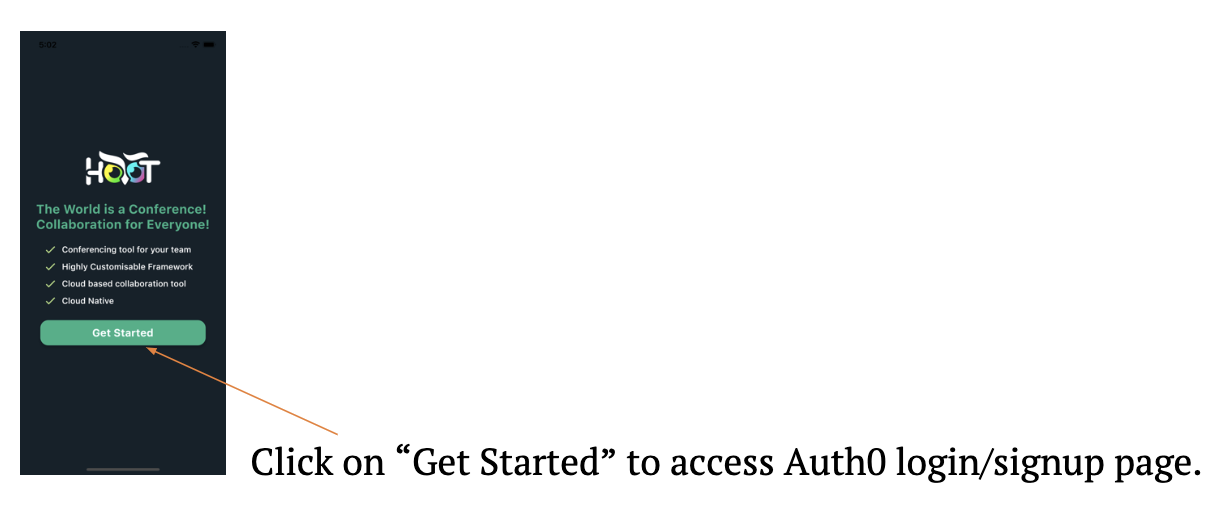 5:02
HOOT
The World is a Conference!
Collaboration for Everyone!
Conferencing tool for your team
Highly Customisable Framework
Cloud based collaboration tool
Cloud Native
Get Started
Click on “Get Started” to access Auth0 login/signup page.